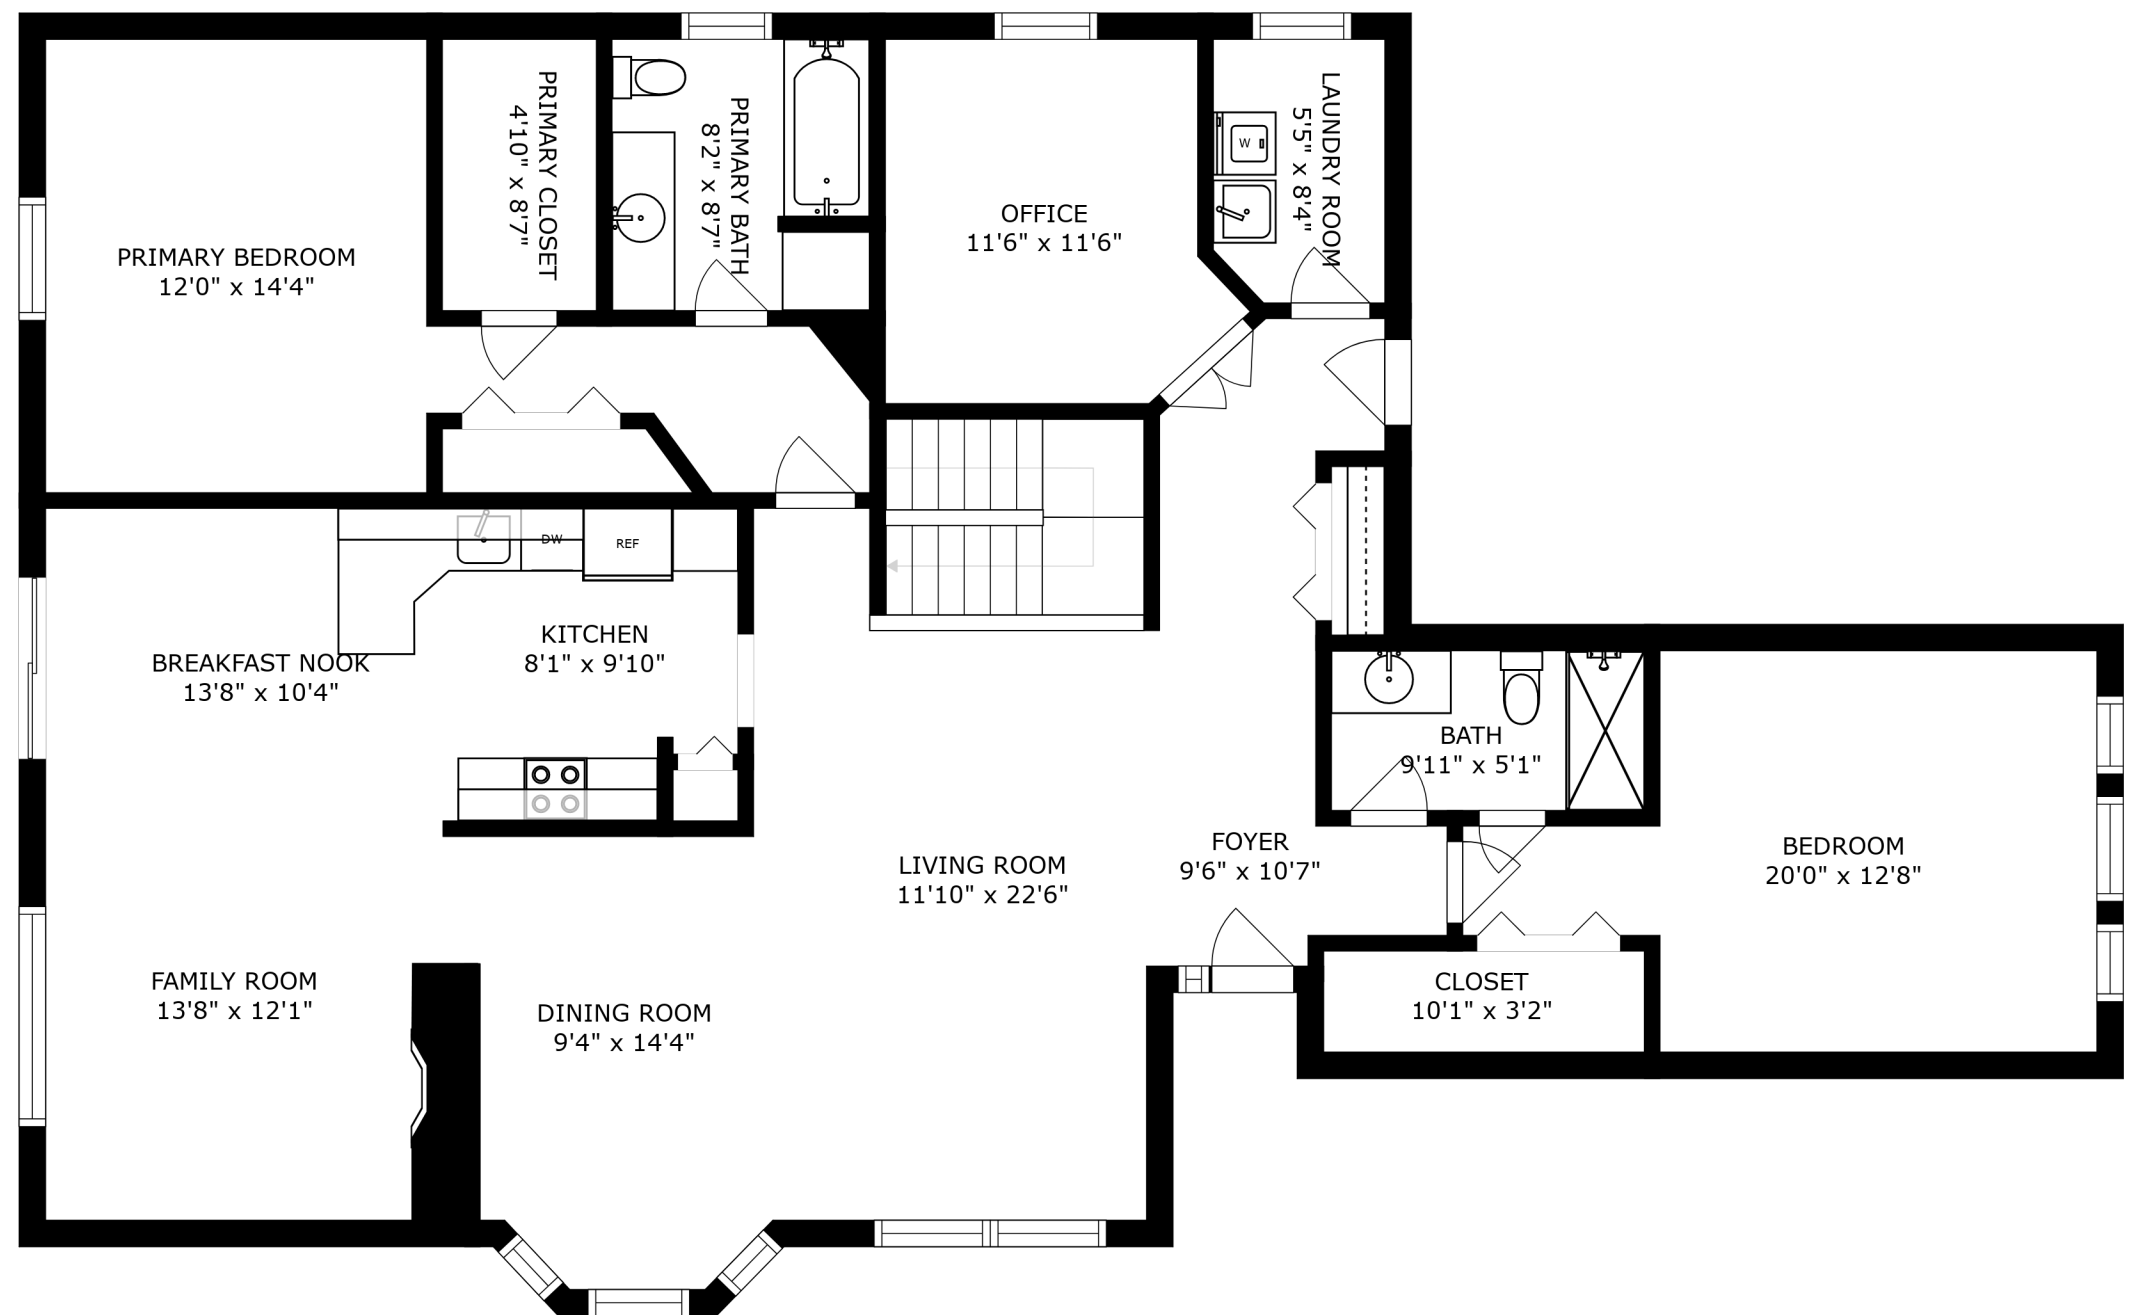 PRIMARY BEDROOM
12'0" x 14'4"
PRIMARY CLOSET
4'10" x 8'7"
PRIMARY BATH
8'2" x 8'7"
OFFICE
11'6" x 11'6"
LAUNDRY ROOM
5'5" x 8'4"
W
BREAKFAST NOOK
13'8" x 10'4"
DW
REF
KITCHEN
8'1" x 9'10"
BATH
9'11" x 5'1"
FOYER
9'6" x 10'7"
LIVING ROOM
11'10" x 22'6"
BEDROOM
20'0" x 12'8"
FAMILY ROOM
13'8" x 12'1"
DINING ROOM
9'4" x 14'4"
CLOSET
10'1" x 3'2"